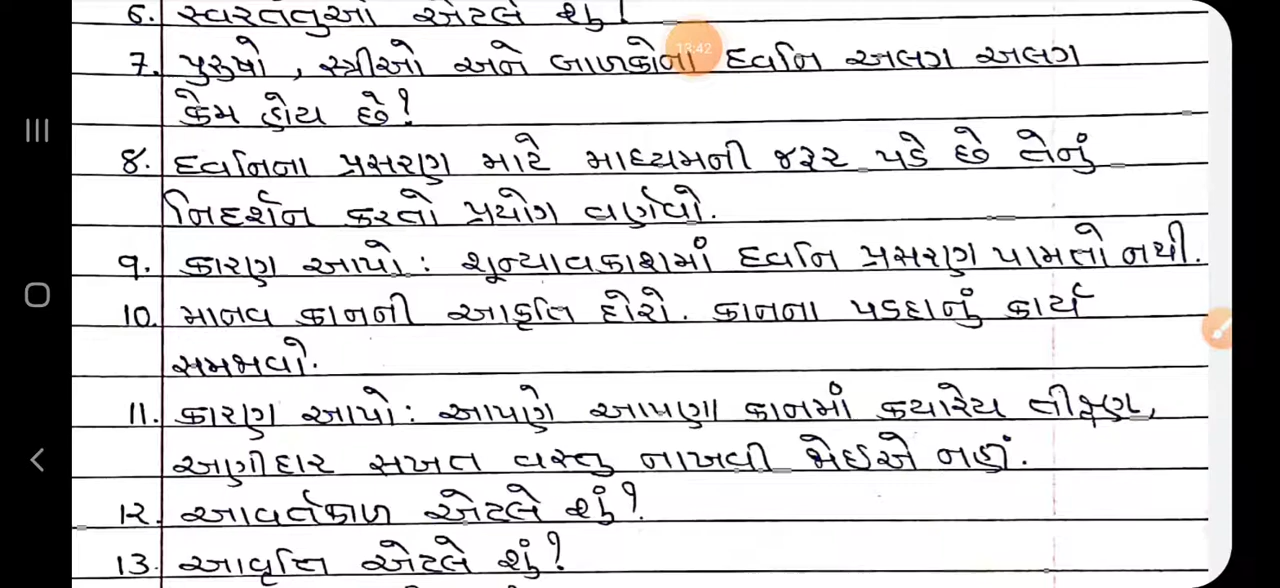 6. સ્વરતંતુઓ એટલે શું?
7. પુરુષો, સ્ત્રીઓ અને બાળકોના ધ્વનિ અલગ અલગ
કેમ હોય છે?
8. ધ્વનિના પ્રસરણ માટે માધ્યમની જરૂર પડે છે તેનું
નિદર્શન કરતો પ્રયોગ વર્ણવો.
9. કારણ આપો: શૂન્યાવકાશમાં ધ્વનિ પ્રસરણ પામતો નથી.
10. માનવ કાનની આકૃતિ દોરો. કાનના પડદાનું કાર્ય
સમજાવો.
11. કારણ આપો: આપણે આપણા કાનમાં ક્યારેય તીક્ષ્ણ,
અણીદાર સખત વસ્તુ નાખવી જોઈએ નહીં.
12. આવર્તકાળ એટલે શું?
13. આવૃત્તિ એટલે શું?